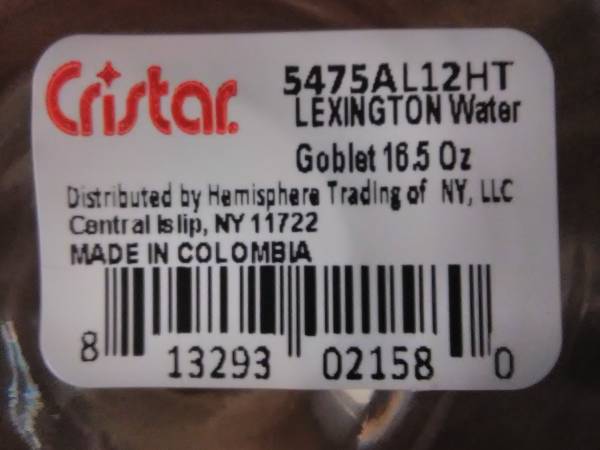 Cristar.
5475AL12HT
LEXINGTON Water
Goblet 16.5 Oz
Distributed by Hemisphere Trading of NY, LLC
Central Islip, NY 11722
MADE IN COLOMBIA
8 13293 02158 0